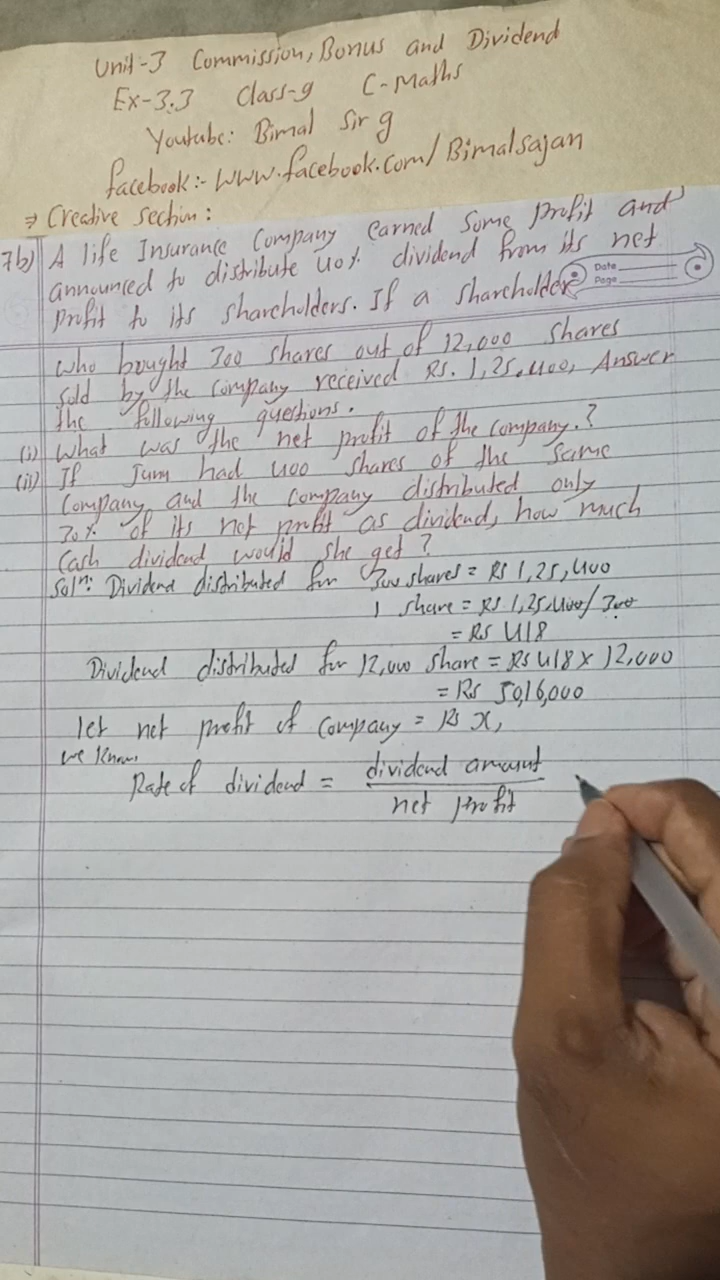 Unit-3 Commission, Bonus and Dividend
Ex-3.3 Class-9 C-Maths
Youtube: Bimal Sir g
facebook:- www.facebook.com/Bimalsajan
⇒ Creative section:
7b) A life Insurance Company earned some profit and
announced to distribute 40% dividend from its net
Date
Page
profit to its shareholders. If a shareholder
who bought 300 shares out of 12,000 shares
sold by the company received Rs. 1,25,400, Answer
the following questions.
(i) What was the net profit of the company.?
(ii) If had 400 shares of the same
Company and the company distributed only
30% of its net profit as dividend, how much
Cash dividend would she get?
Solⁿ: Dividend distributed for 300 shares = Rs 1,25,400
1 share = Rs 1,25,400/300
= Rs 418
Dividend distributed for 12,000 share = Rs 418 × 12,000
= Rs 50,16,000
let net profit of Company = Rs x,
we know,
Rate of dividend = dividend amount
net profit